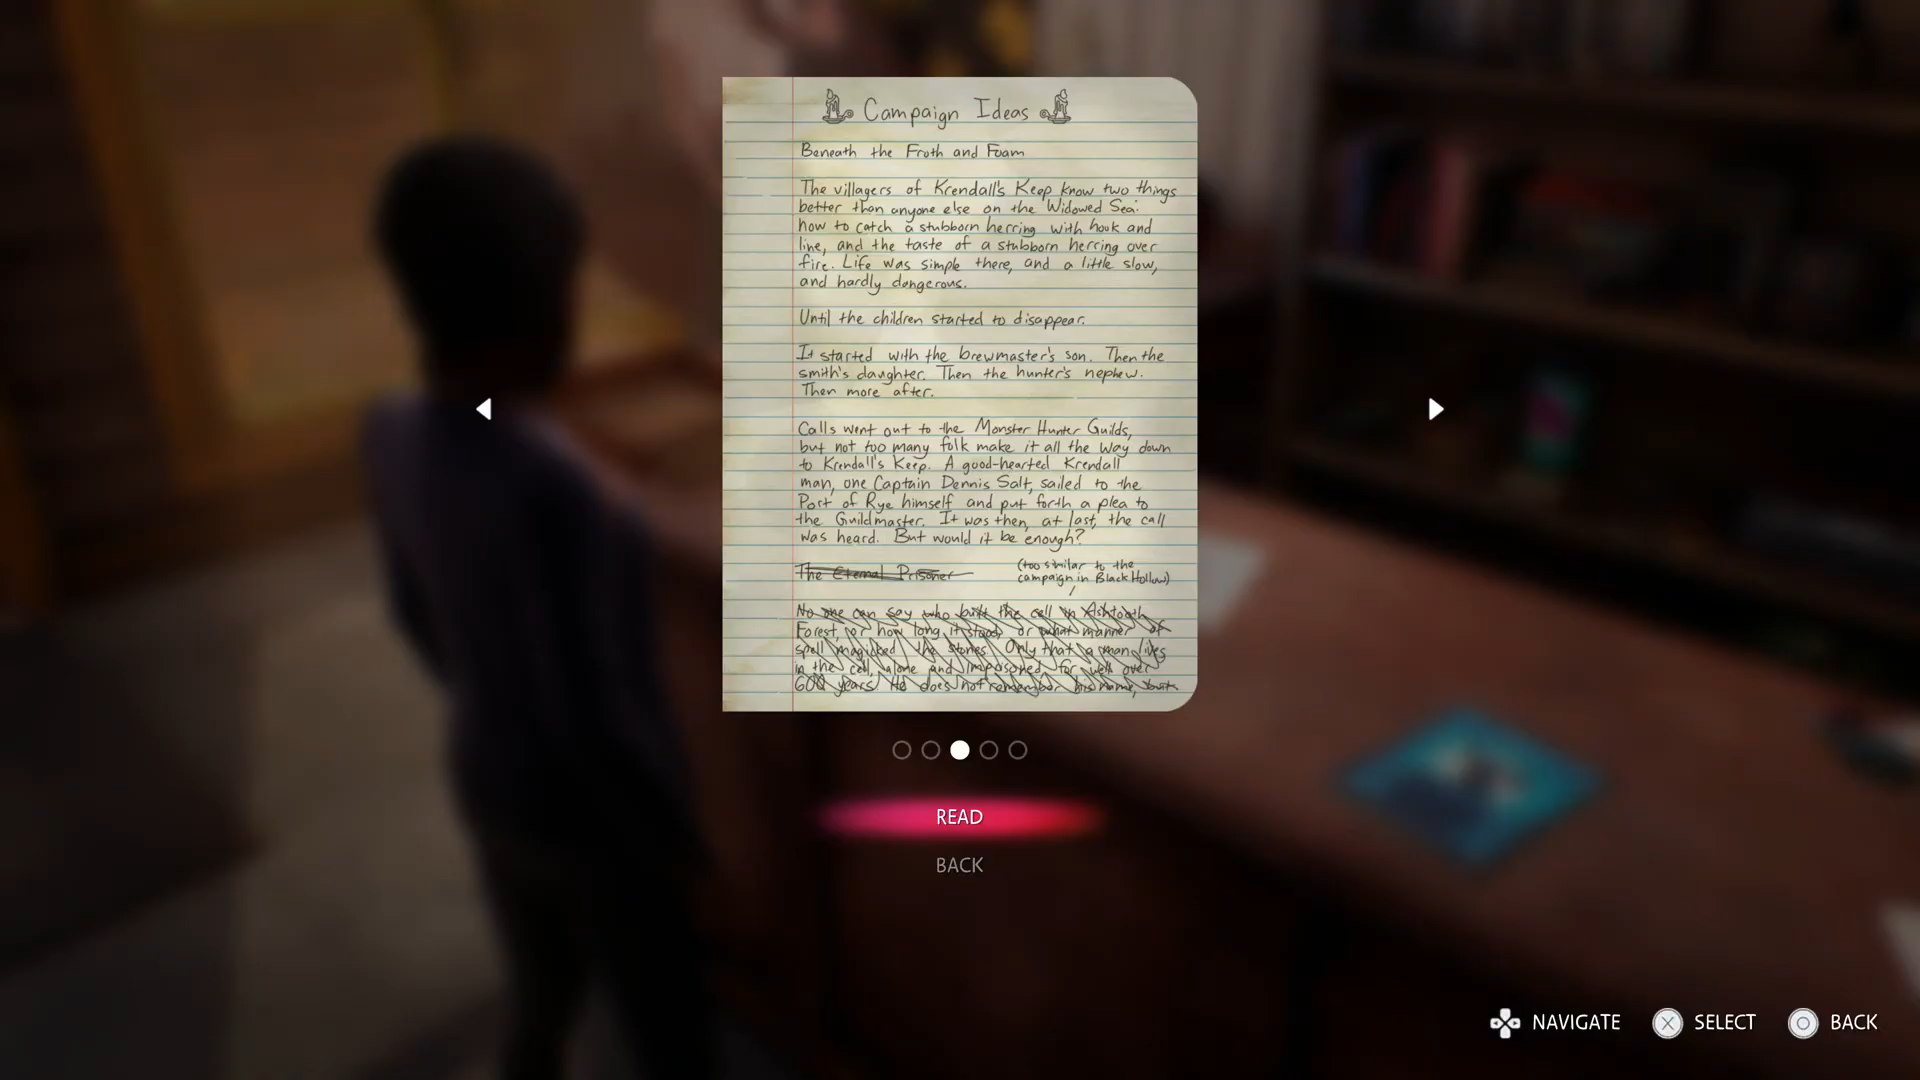 Campaign Ideas
Beneath the Froth and Foam
The villagers of Krendall's Keep know two things
better than anyone else on the Widowed Sea:
how to catch a stubborn herring with hook and
line, and the taste of a stubborn herring over
fire. Life was simple there, and a little slow,
and hardly dangerous.
Until the children started to disappear.
It started with the brewmaster's son. Then the
smith's daughter. Then the hunter's nephew.
Then more after.
Calls went out to the Monster Hunter Guilds,
but not too many folk make it all the way down
to Krendall's Keep. A good-hearted Krendall
man, one Captain Dennis Salt, sailed to the
Port of Rye himself and put forth a plea to
the Guildmaster. It was then, at last, the call
was heard. But would it be enough?
The Eternal Prisoner
(too similar to the
campaign in Black Hollow)
No one can say who built the cell in Ashtooth
Forest, or how long it stood, or what manner of
spell magicked the stones. Only that a man lives
in the cell, alone and imposoned, for well over
600 years. He does not remember his name,
READ
BACK
NAVIGATE
SELECT
BACK